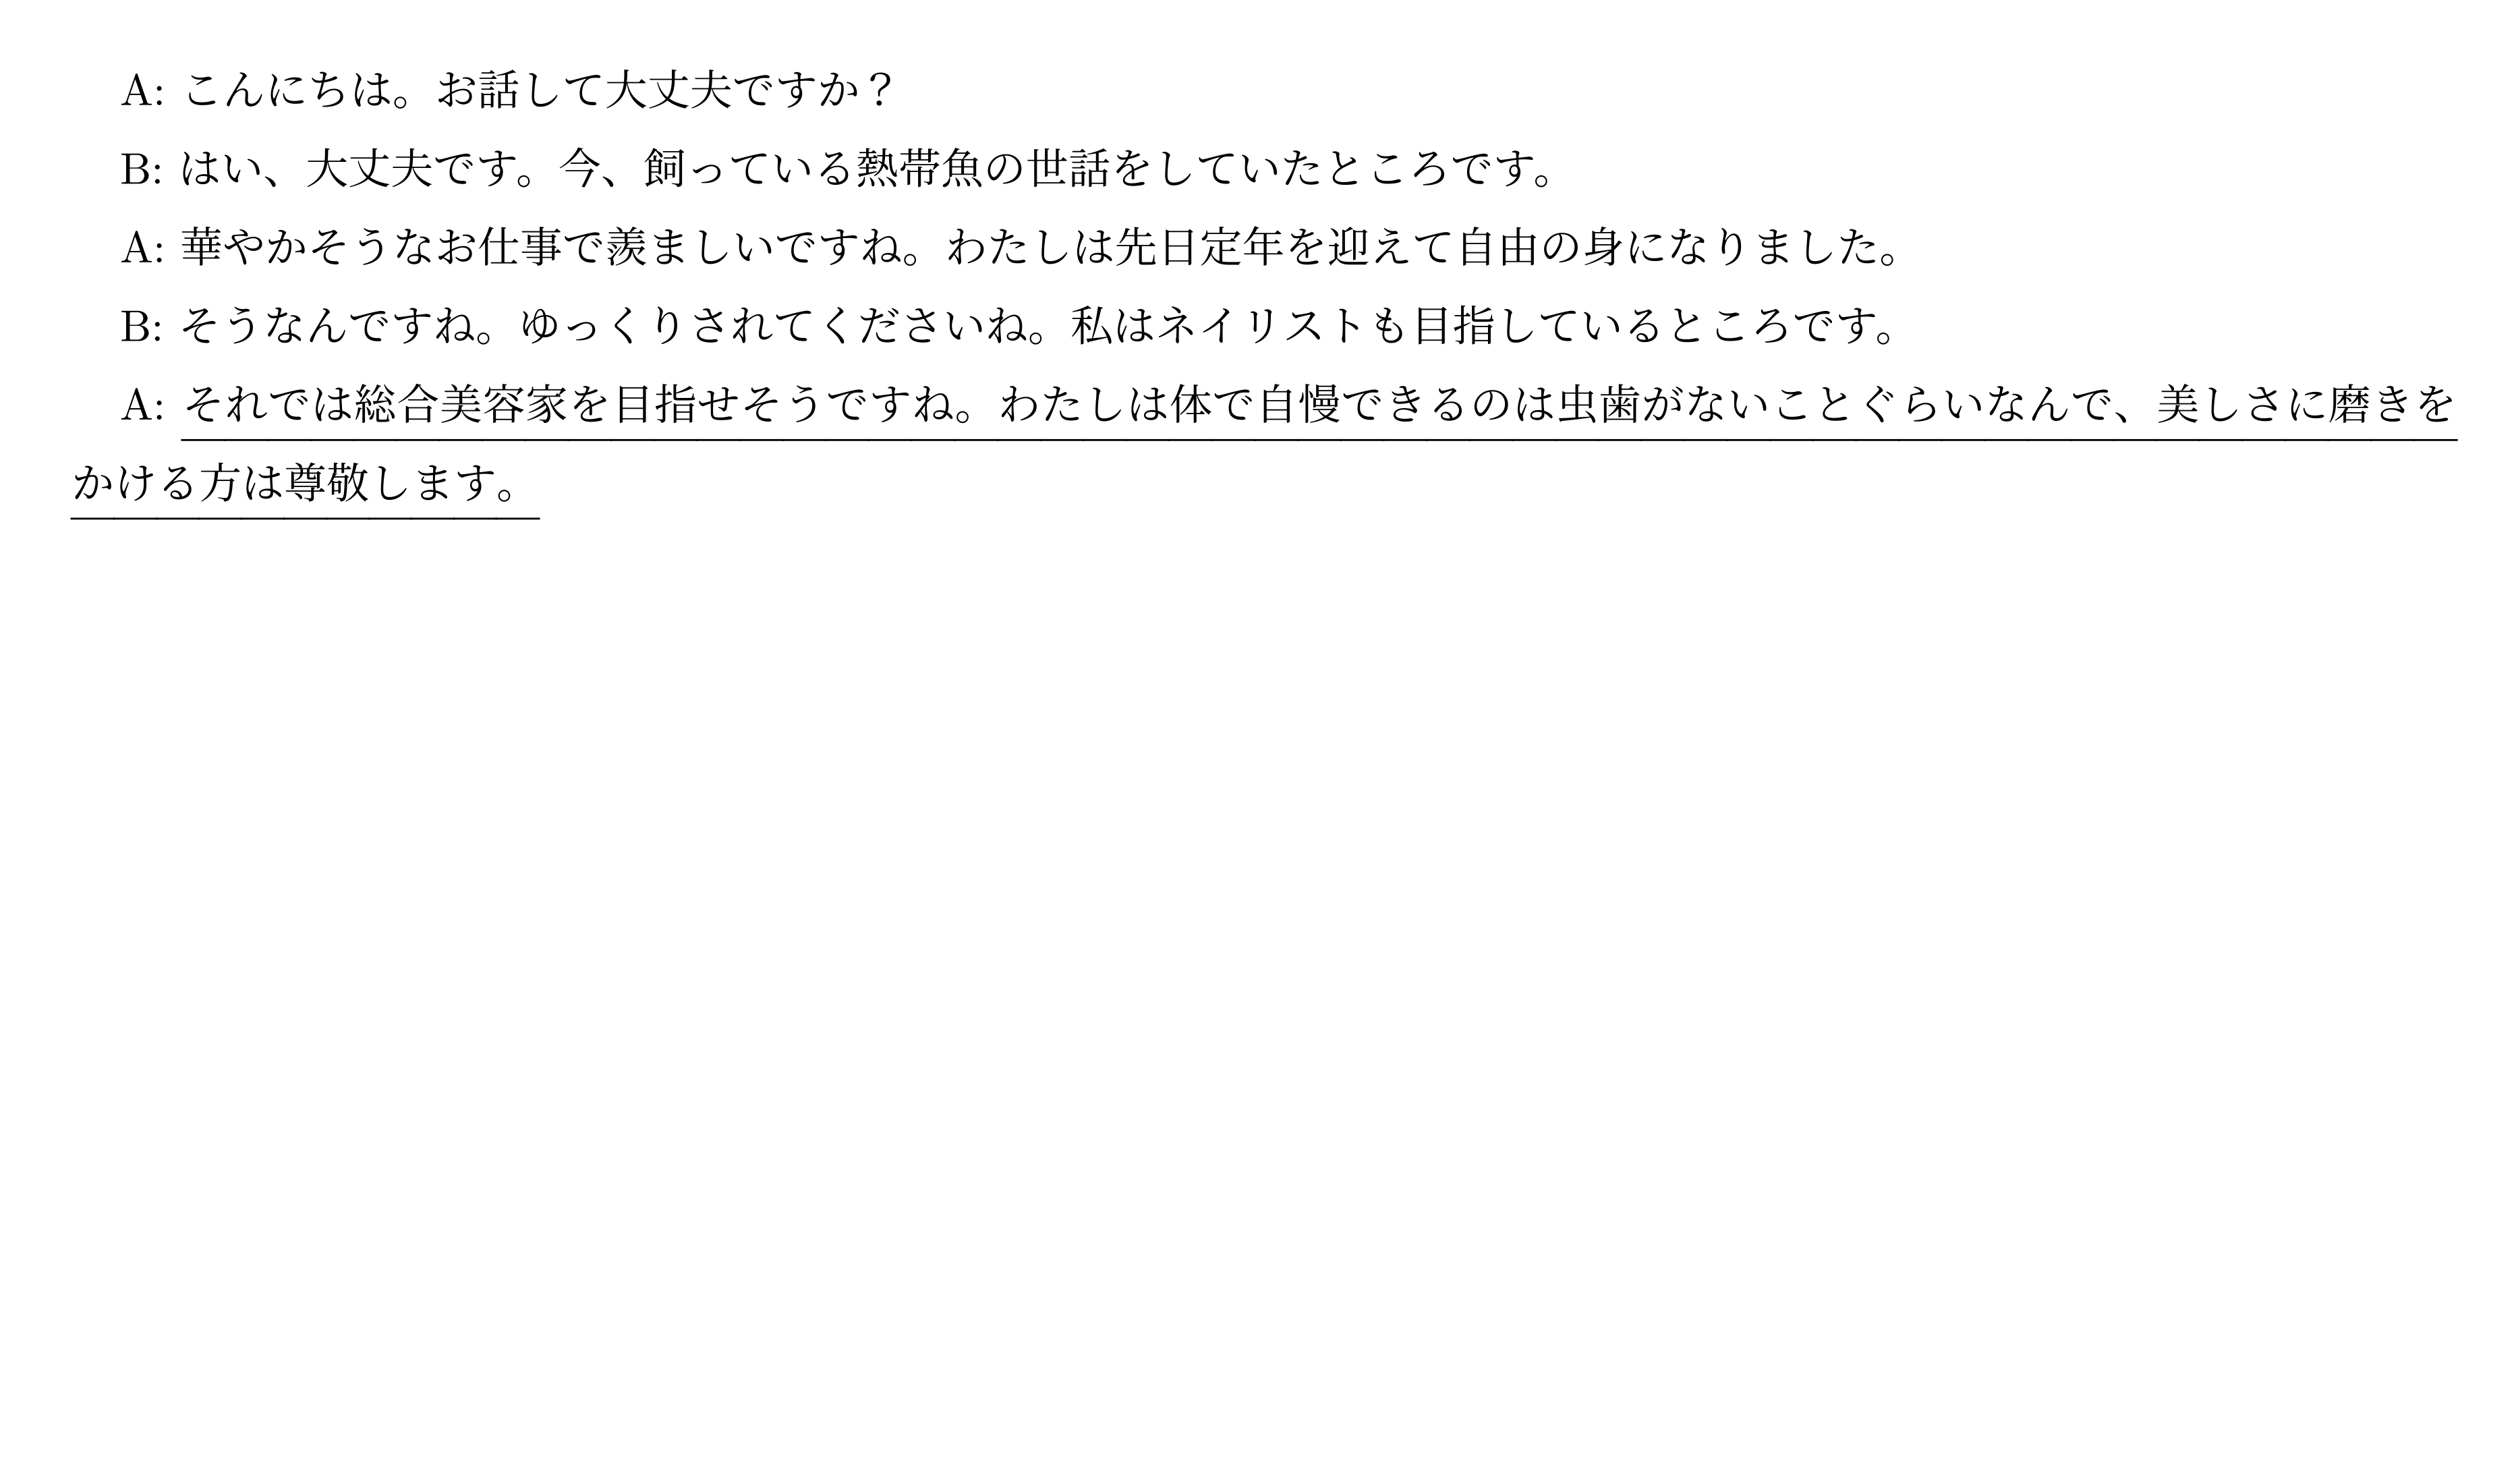 A: こんにちは。お話して大丈夫ですか？
B: はい、大丈夫です。今、飼っている熱帯魚の世話をしていたところです。
A: 華やかそうなお仕事で羨ましいですね。わたしは先日定年を迎えて自由の身になりました。
B: そうなんですね。ゆっくりされてくださいね。私はネイリストも目指しているところです。
A: それでは総合美容家を目指せそうですね。わたしは体で自慢できるのは虫歯がないことぐらいなんで、美しさに磨きを
かける方は尊敬します。